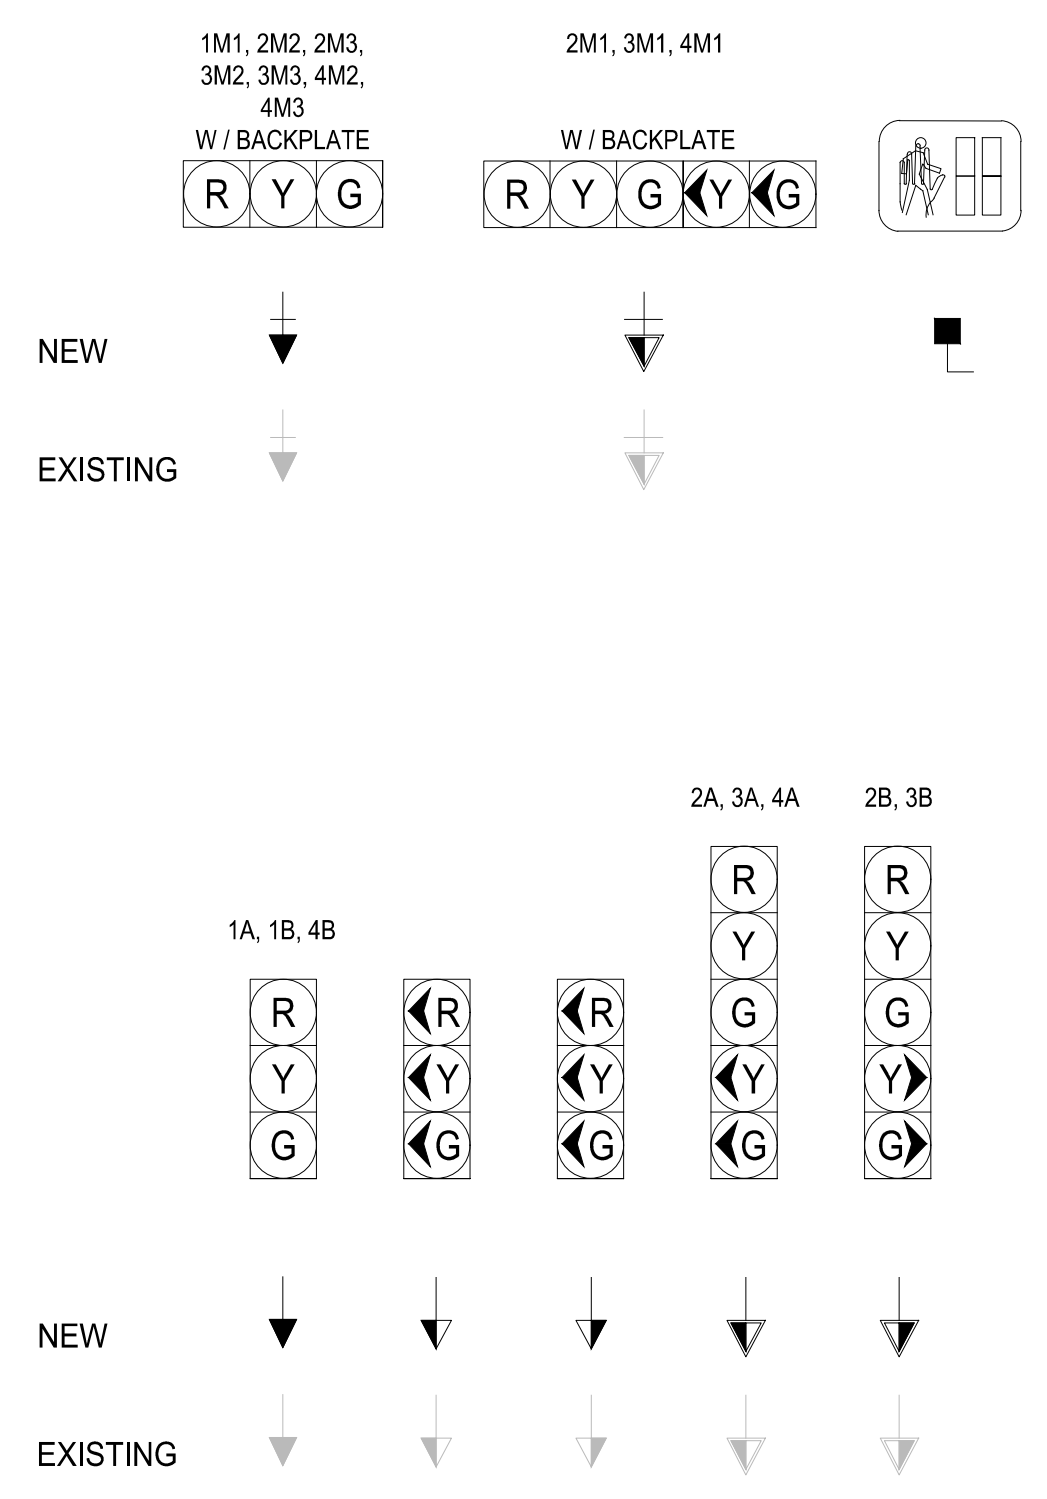 1M1, 2M2, 2M3,
3M2, 3M3, 4M2,
4M3
W / BACKPLATE
R Y G
2M1, 3M1, 4M1
W / BACKPLATE
R Y G Y G
NEW
EXISTING
1A, 1B, 4B
R
Y
G
R
Y
G
R
Y
G
2A, 3A, 4A
R
Y
G
Y
G
2B, 3B
R
Y
G
Y
G
NEW
EXISTING